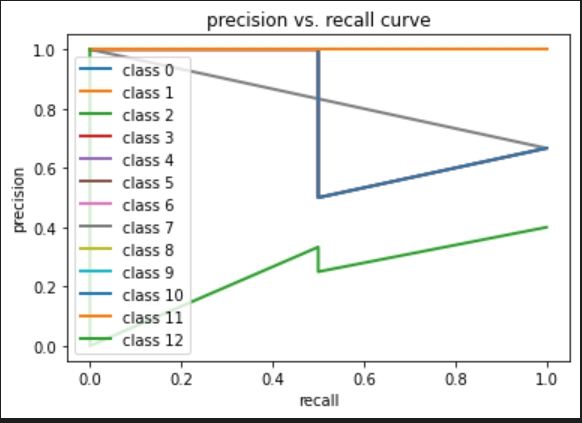 precision vs. recall curve
1.0
0.8
0.6
0.4
0.2
0.0
precision
class 0
class 1
class 2
class 3
class 4
class 5
class 6
class 7
class 8
class 9
class 10
class 11
class 12
0.0 0.2 0.4 0.6 0.8 1.0
recall